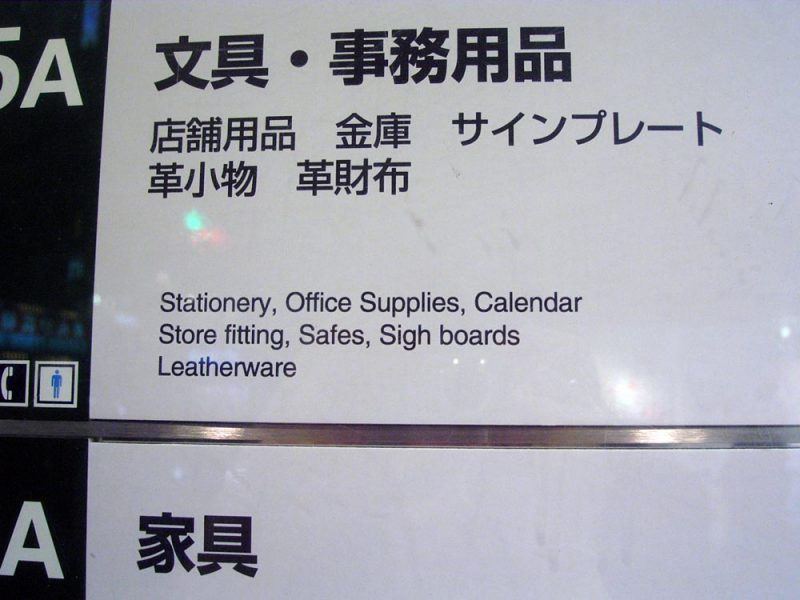 5A
文具・事務用品
店舗用品　金庫　サインプレート
革小物　革財布
Stationery, Office Supplies, Calendar
Store fitting, Safes, Sigh boards
Leatherware
A
家具